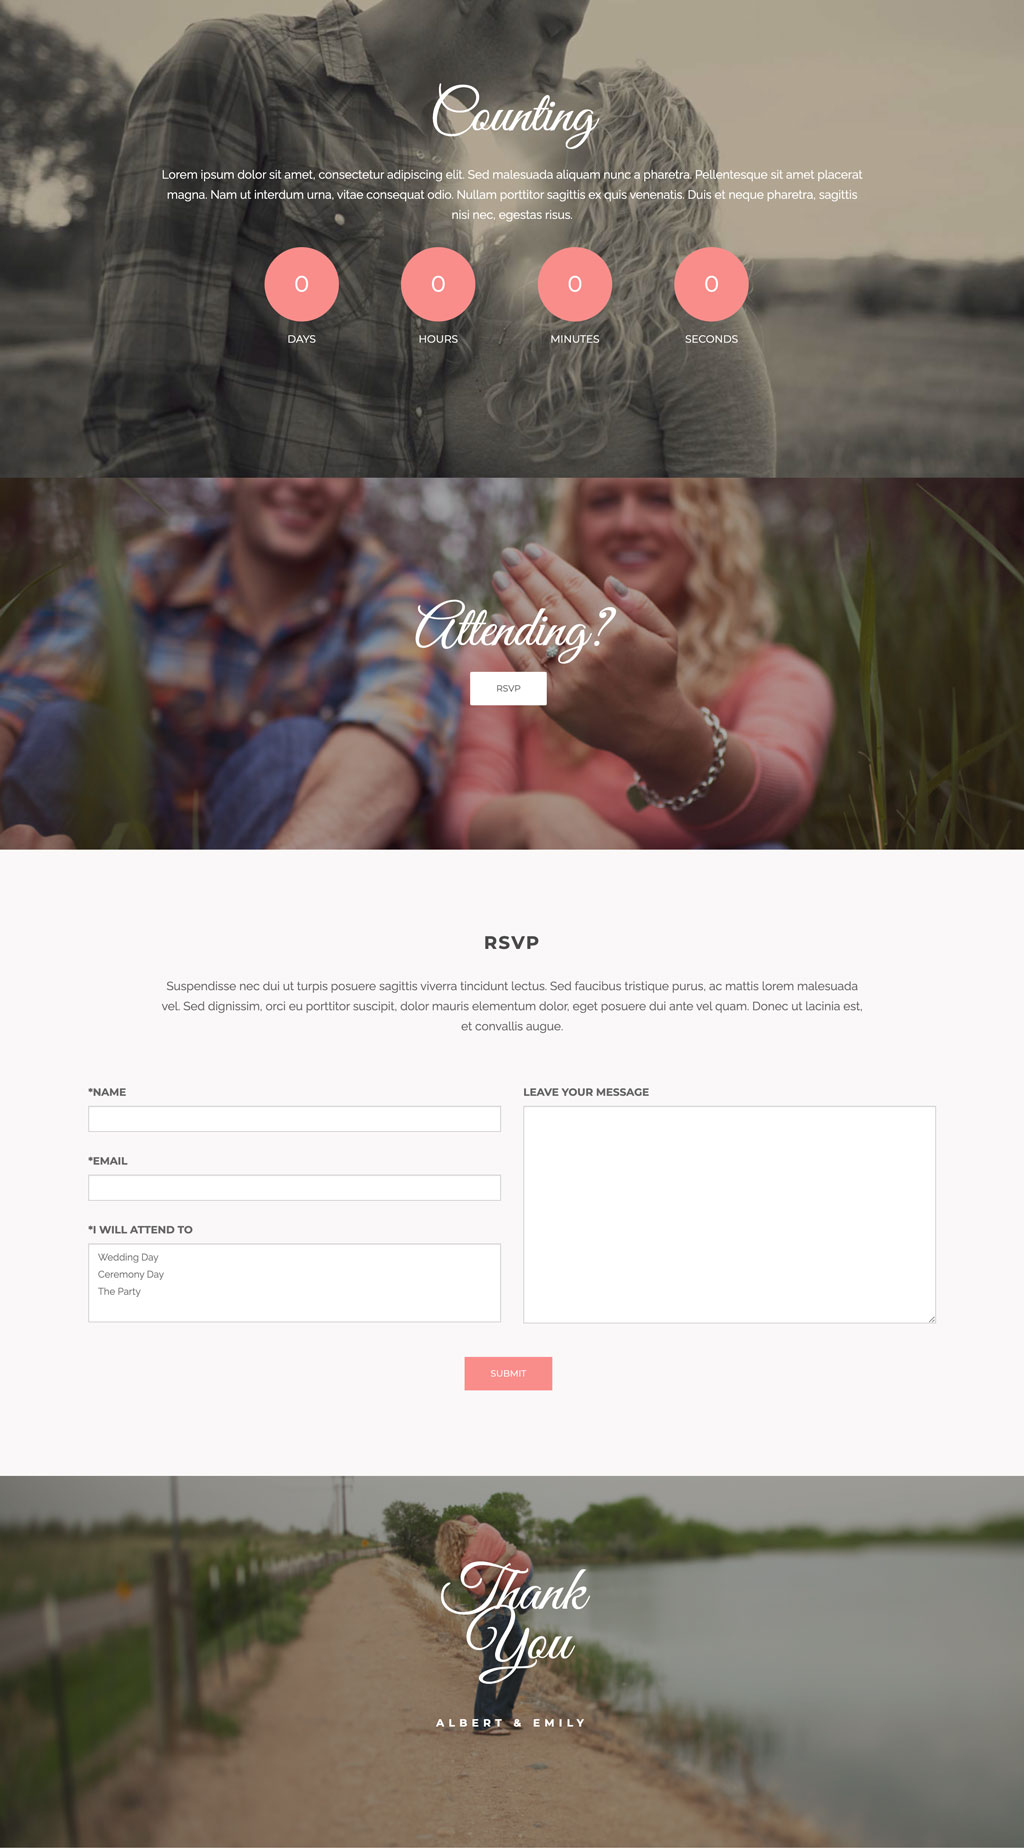 Counting
Lorem ipsum dolor sit amet, consectetur adipiscing elit. Sed malesuada aliquam nunc a pharetra. Pellentesque sit amet placerat
magna. Nam ut interdum urna, vitae consequat odio. Nullam porttitor sagittis ex quis venenatis. Duis et neque pharetra, sagittis
nisi nec, egestas risus.
0 0 0 0
DAYS HOURS MINUTES SECONDS
Attending?
RSVP
RSVP
Suspendisse nec dui ut turpis posuere sagittis viverra tincidunt lectus. Sed faucibus tristique purus, ac mattis lorem malesuada
vel. Sed dignissim, orci eu porttitor suscipit, dolor mauris elementum dolor, eget posuere dui ante vel quam. Donec ut lacinia est,
et convallis augue.
*NAME
*EMAIL
*I WILL ATTEND TO
Wedding Day
Ceremony Day
The Party
LEAVE YOUR MESSAGE
SUBMIT
Thank
You
ALBERT & EMILY